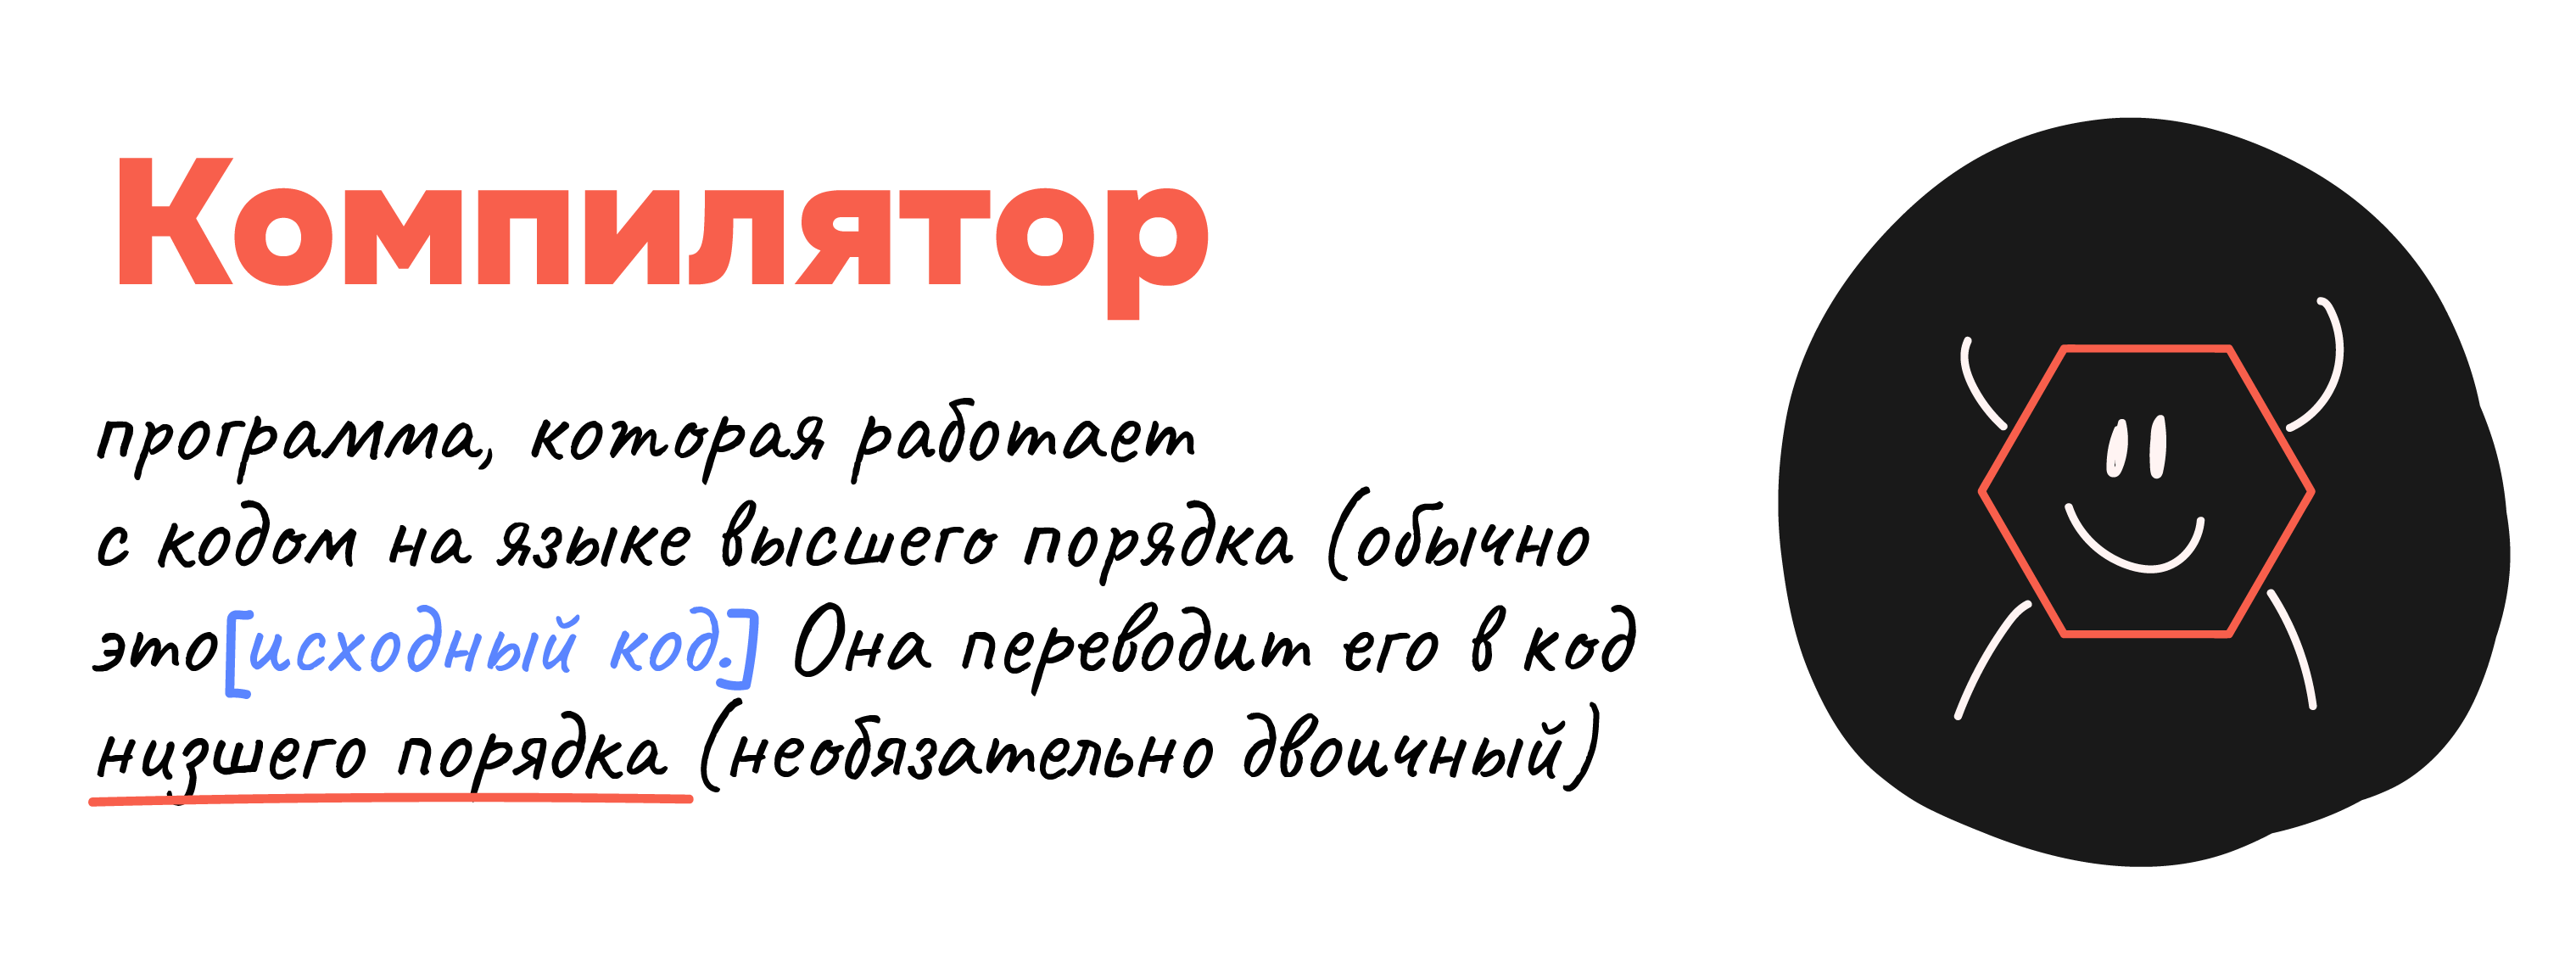 Компилятор
программа, которая работает
с кодом на языке высшего порядка (обычно
это[исходный код.] Она переводит его в код
низшего порядка (необязательно двоичный)